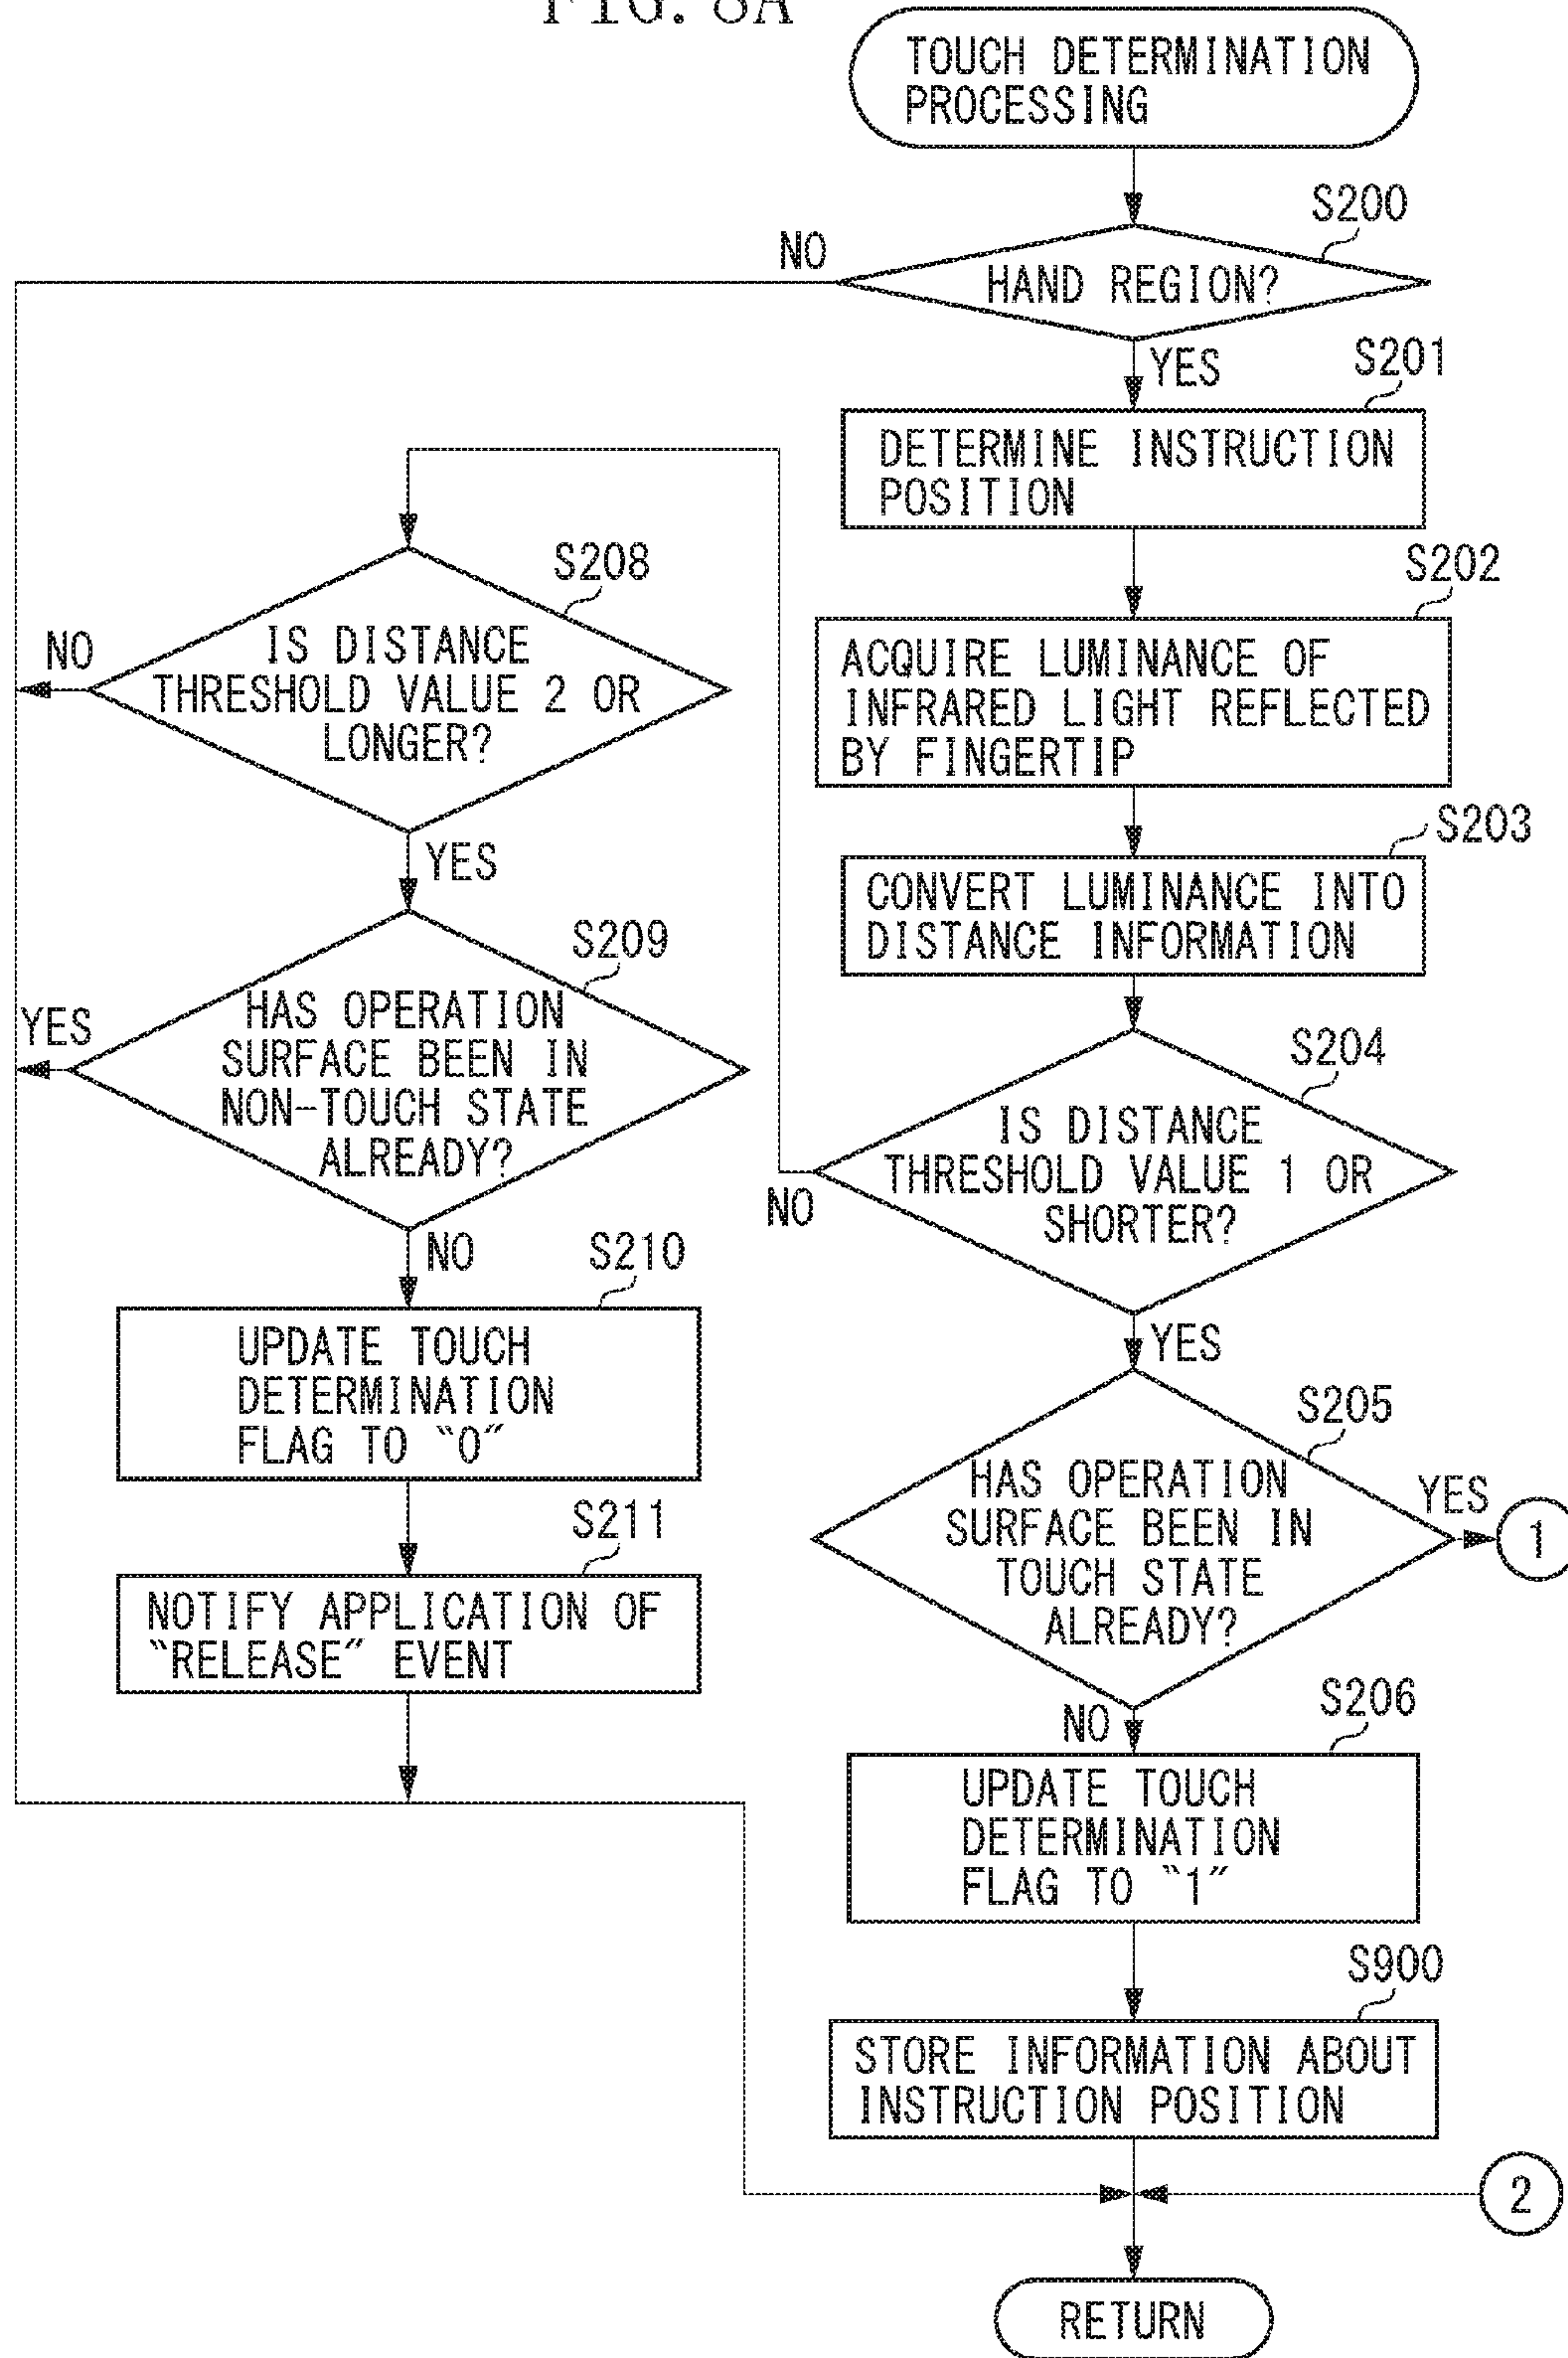 FIG. 8A
TOUCH DETERMINATION
PROCESSING
S200
NO
HAND REGION?
YES
S201
DETERMINE INSTRUCTION
POSITION
S202
ACQUIRE LUMINANCE OF
INFRARED LIGHT REFLECTED
BY FINGERTIP
S203
CONVERT LUMINANCE INTO
DISTANCE INFORMATION
S204
IS DISTANCE
THRESHOLD VALUE 1 OR
SHORTER?
NO
YES
S205
HAS OPERATION
SURFACE BEEN IN
TOUCH STATE
ALREADY?
YES
1
NO
S206
UPDATE TOUCH
DETERMINATION
FLAG TO “1”
S900
STORE INFORMATION ABOUT
INSTRUCTION POSITION
2
RETURN
S208
NO
IS DISTANCE
THRESHOLD VALUE 2 OR
LONGER?
YES
S209
YES
HAS OPERATION
SURFACE BEEN IN
NON-TOUCH STATE
ALREADY?
NO
S210
UPDATE TOUCH
DETERMINATION
FLAG TO “0”
S211
NOTIFY APPLICATION OF
“RELEASE” EVENT